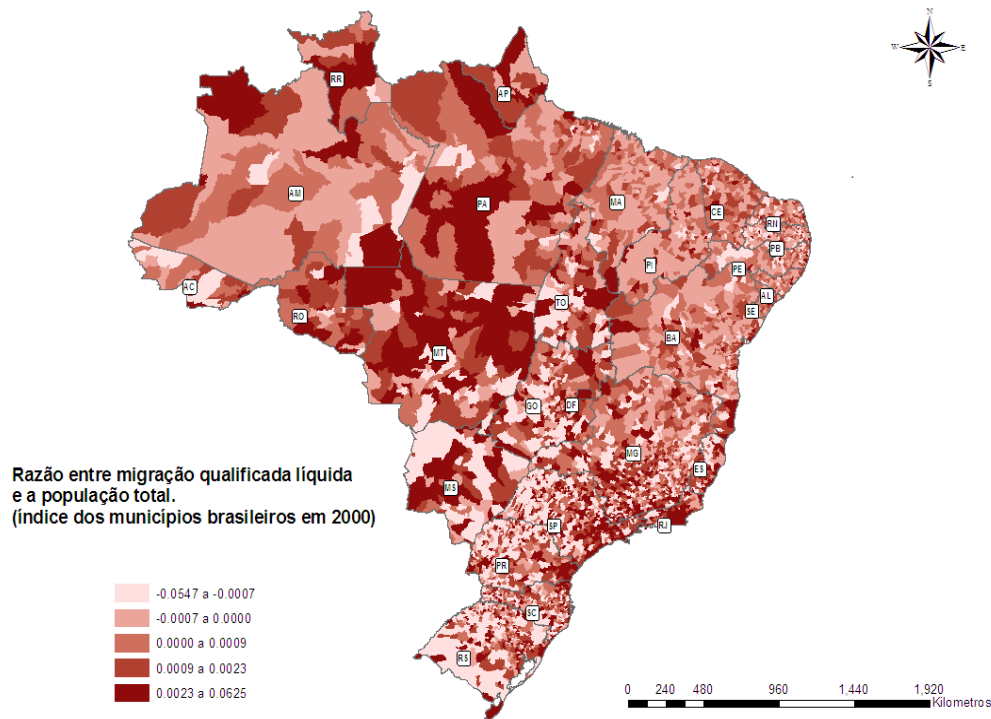 N
W E
S
RR
AP
AM
PA
MA
CE
RN
PB
PI
PE
AC
AL
TO
SE
RO
BA
MT
GO
DF
MG
ES
Razão entre migração qualificada líquida
e a população total.
(índice dos municípios brasileiros em 2000)
MS
SP
RJ
PR
-0.0547 a -0.0007
-0.0007 a 0.0000
SC
0.0000 a 0.0009
RS
0.0009 a 0.0023
0.0023 a 0.0625
0 240 480 960 1,440 1,920
Kilometros